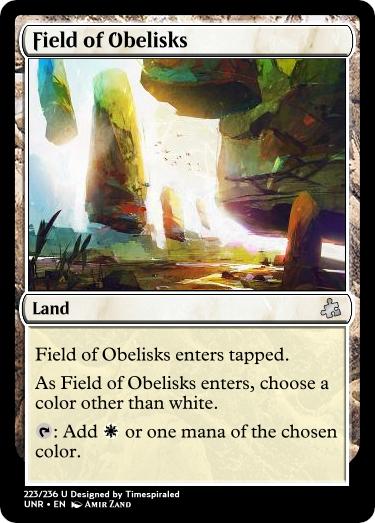 Field of Obelisks
Land
Field of Obelisks enters tapped.
As Field of Obelisks enters, choose a
color other than white.
: Add or one mana of the chosen
color.
223/236 U Designed by Timespiraled
UNR • EN Amir Zand